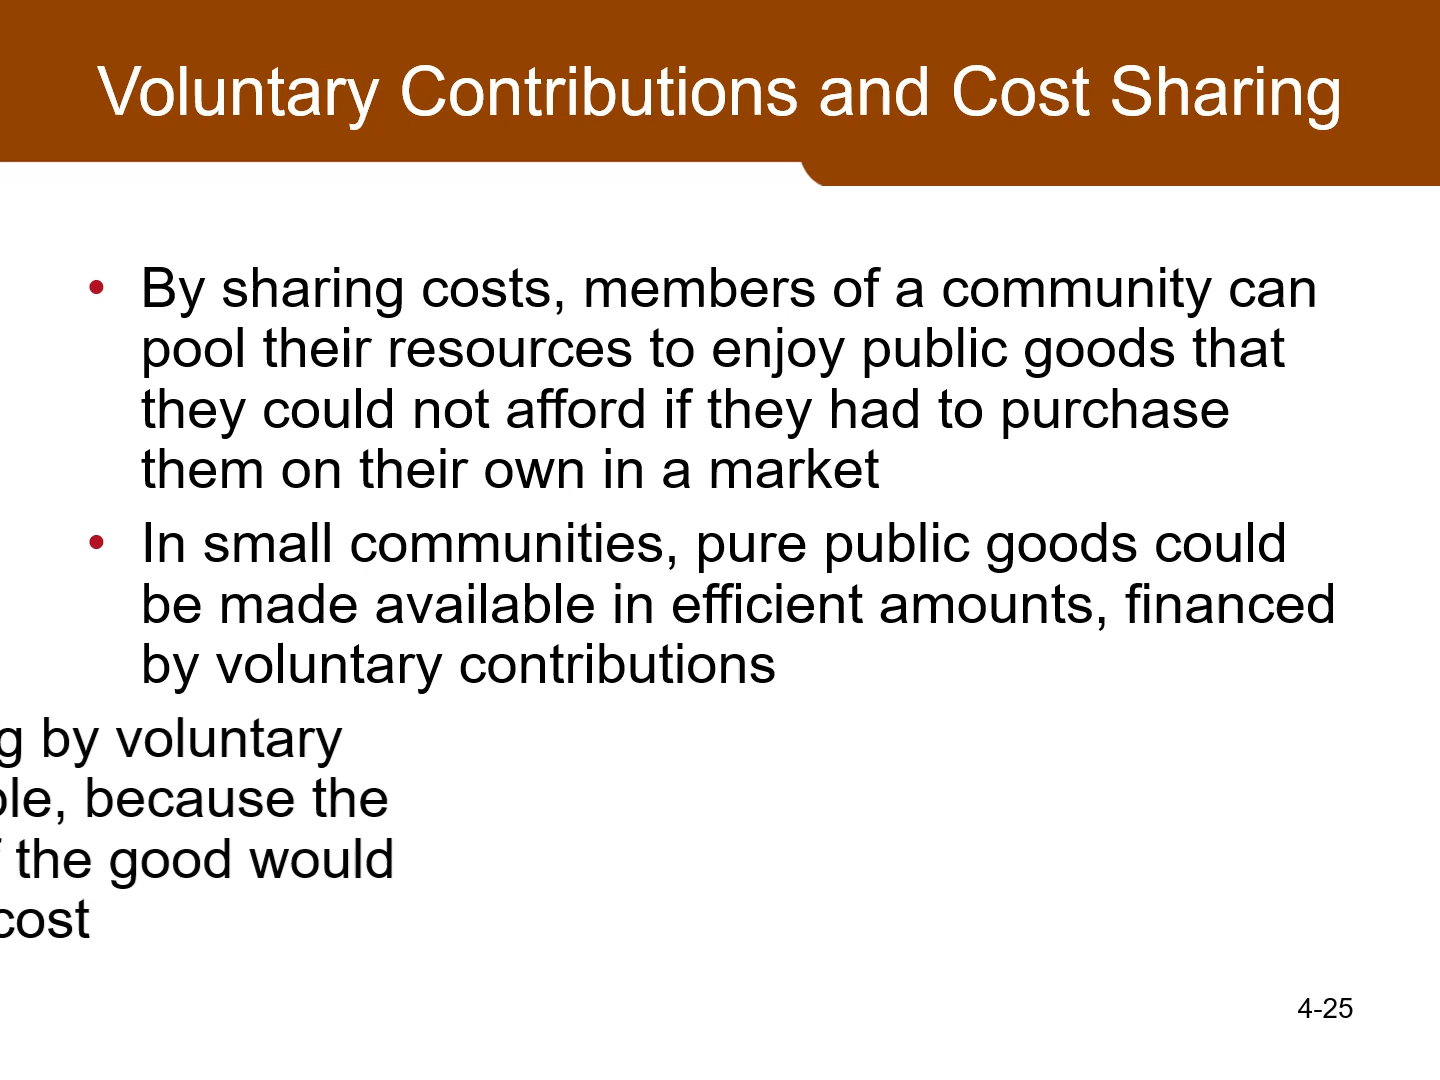 Voluntary Contributions and Cost Sharing
• By sharing costs, members of a community can
pool their resources to enjoy public goods that
they could not afford if they had to purchase
them on their own in a market
• In small communities, pure public goods could
be made available in efficient amounts, financed
by voluntary contributions
by voluntary
because the
the good would
cost
4-25